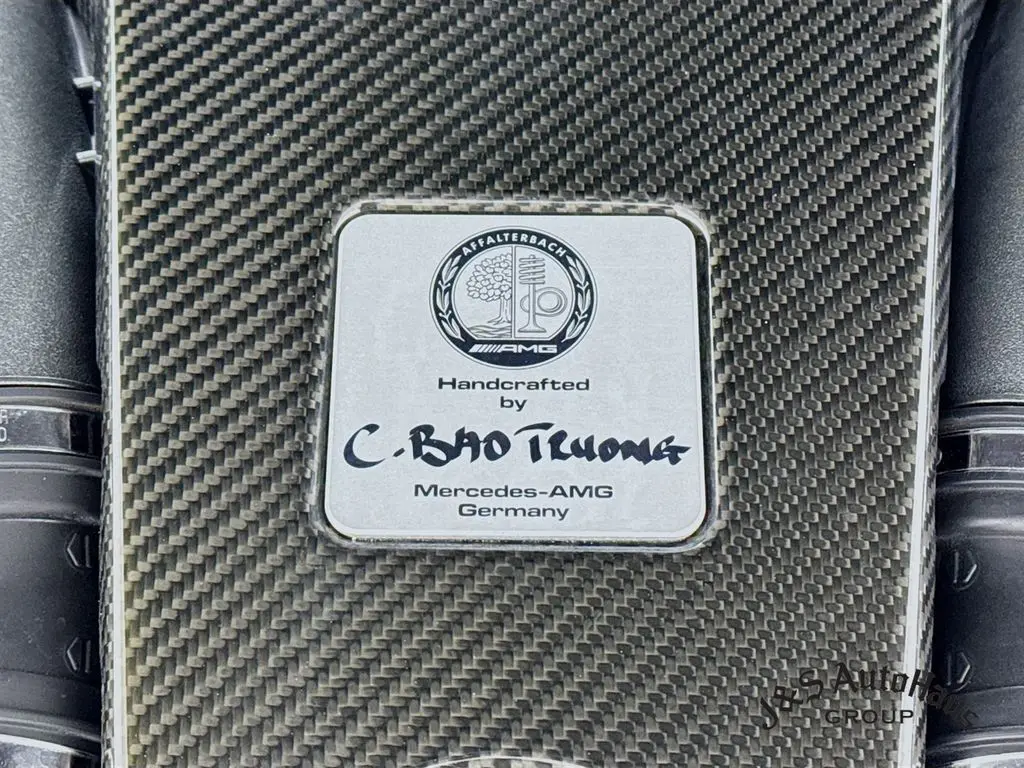 AFFALTERBACH
AMG
Handcrafted
by
C. BAO TRUONG
Mercedes-AMG
Germany
J&S AutoHaus
GROUP